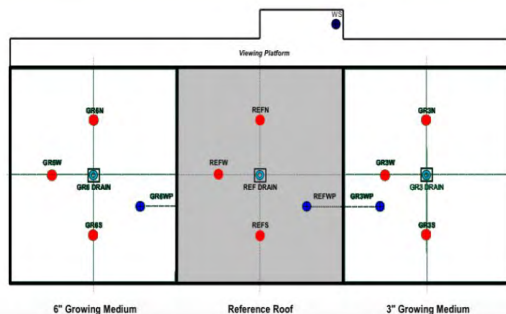 WS
Viewing Platform
GR6N
REFN
GR3N
GR6W
REFW
GR3W
GR6 DRAIN
REF DRAIN
GR3 DRAIN
GR6WP
REFWP
GR3WP
GR6S
REFS
GR3S
6" Growing Medium
Reference Roof
3" Growing Medium